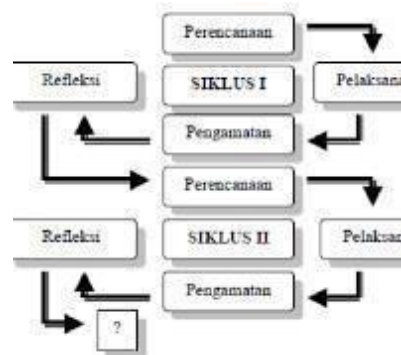 Perencanaan
Refleksi
SIKLUS I
Pelaksana
Pengamatan
Perencanaan
Refleksi
SIKLUS II
Pelaksan
Pengamatan
?